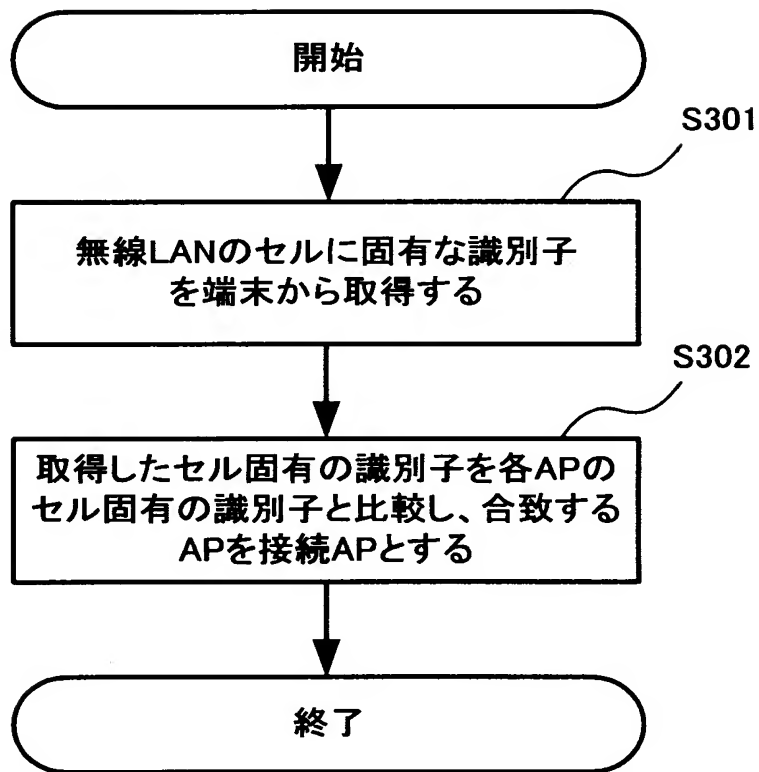 開始
S301
無線LANのセルに固有な識別子
を端末から取得する
S302
取得したセル固有の識別子を各APの
セル固有の識別子と比較し、合致する
APを接続APとする
終了